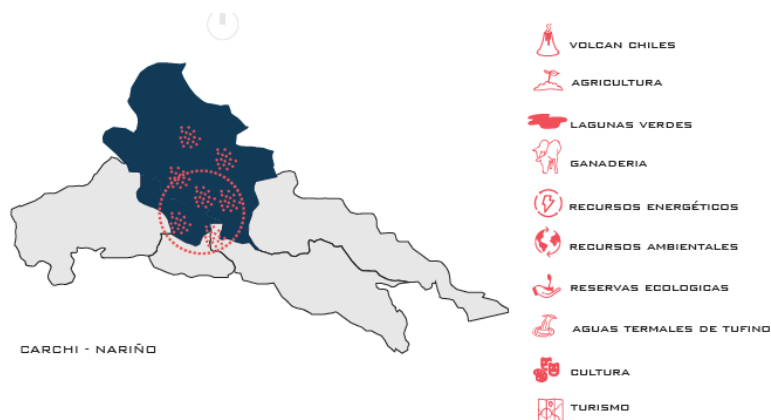 VOLCAN CHILES
AGRICULTURA
LAGUNAS VERDES
GANADERIA
RECURSOS ENERGÉTICOS
RECURSOS AMBIENTALES
RESERVAS ECOLOGICAS
AGUAS TERMALES DE TUFINO
CULTURA
TURISMO
CARCHI - NARIÑO